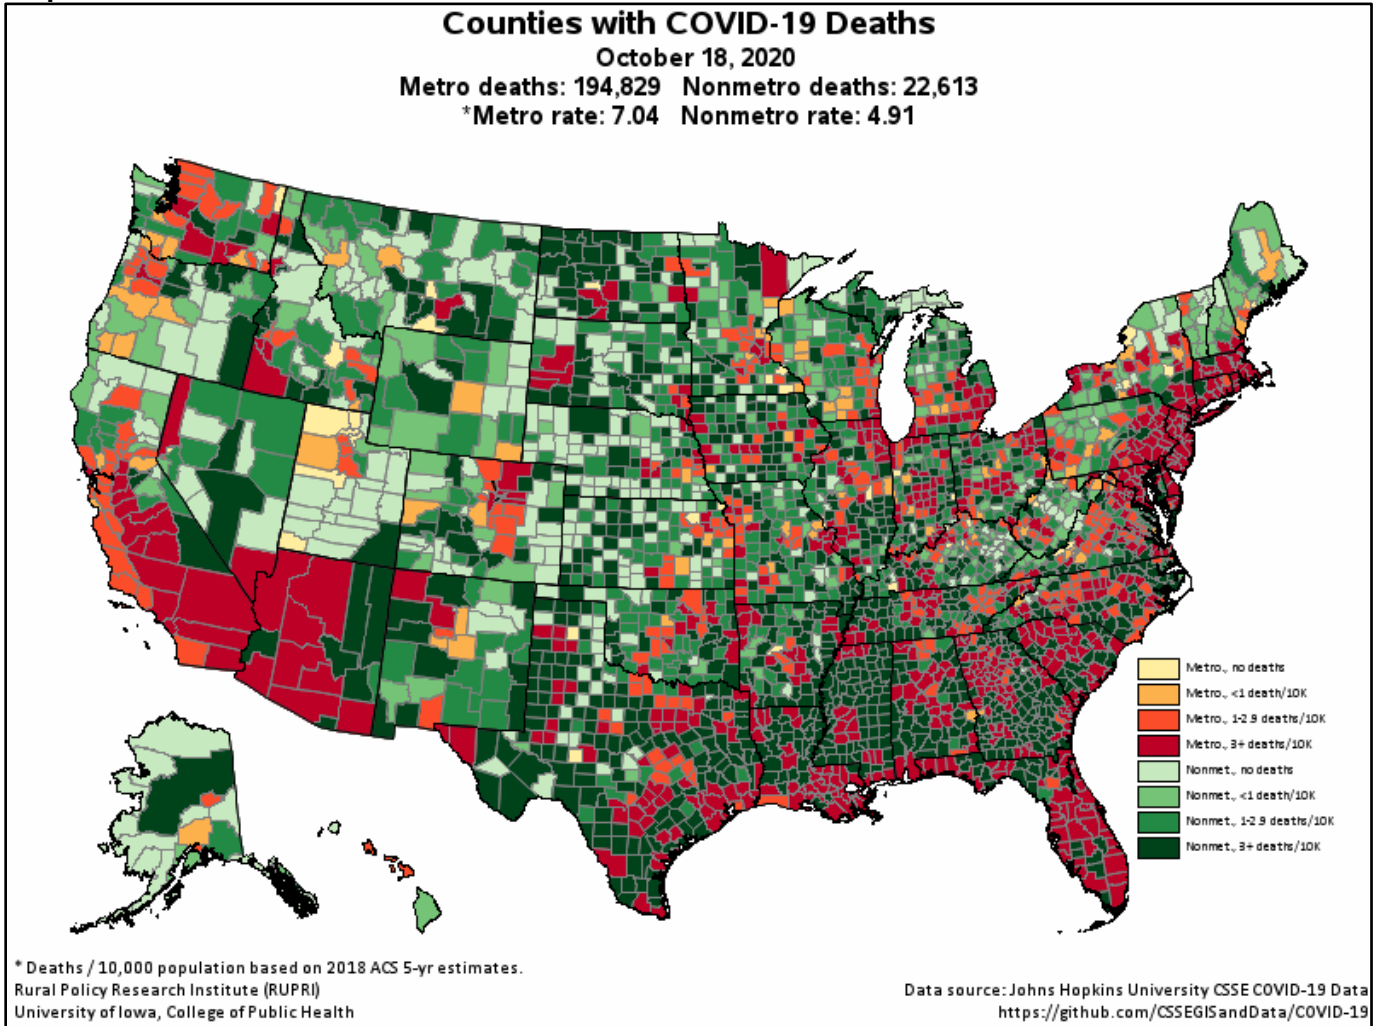 Counties with COVID-19 Deaths
October 18, 2020
Metro deaths: 194,829 Nonmetro deaths: 22,613
*Metro rate: 7.04 Nonmetro rate: 4.91
Metro., no deaths
Metro., <1 death/10K
Metro., 1-2.9 deaths/10K
Metro., 3+ deaths/10K
Nonmet., no deaths
Nonmet., <1 death/10K
Nonmet., 1-2.9 deaths/10K
Nonmet., 3+ deaths/10K
* Deaths / 10,000 population based on 2018 ACS 5-yr estimates.
Rural Policy Research Institute (RUPRI)
University of Iowa, College of Public Health
Data source: Johns Hopkins University CSSE COVID-19 Data
https://github.com/CSSEGISandData/COVID-19